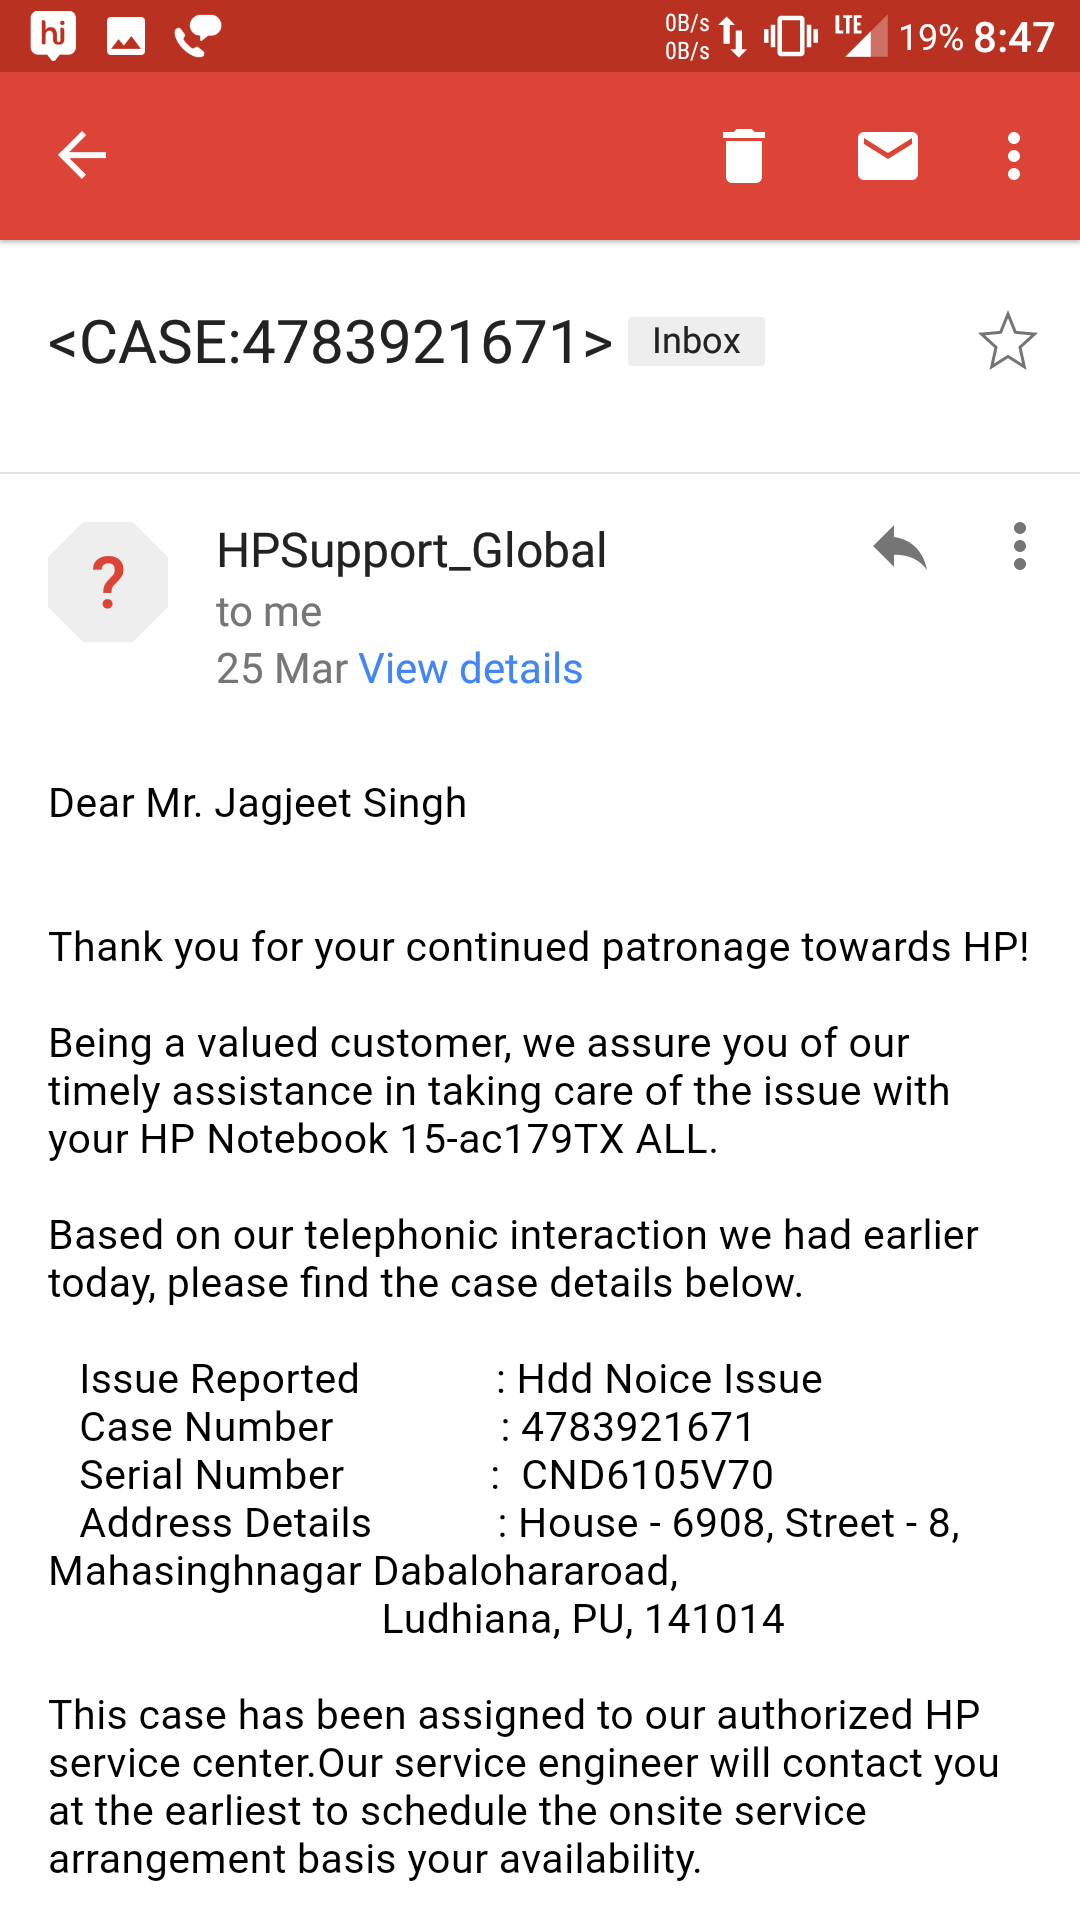 hi
0B/s
0B/s
LTE
19% 8:47
<CASE:4783921671> Inbox
?
HPSupport_Global
to me
25 Mar View details
Dear Mr. Jagjeet Singh
Thank you for your continued patronage towards HP!
Being a valued customer, we assure you of our
timely assistance in taking care of the issue with
your HP Notebook 15-ac179TX ALL.
Based on our telephonic interaction we had earlier
today, please find the case details below.
Issue Reported : Hdd Noice Issue
Case Number : 4783921671
Serial Number : CND6105V70
Address Details : House - 6908, Street - 8,
Mahasinghnagar Dabalohararoad,
Ludhiana, PU, 141014
This case has been assigned to our authorized HP
service center.Our service engineer will contact you
at the earliest to schedule the onsite service
arrangement basis your availability.